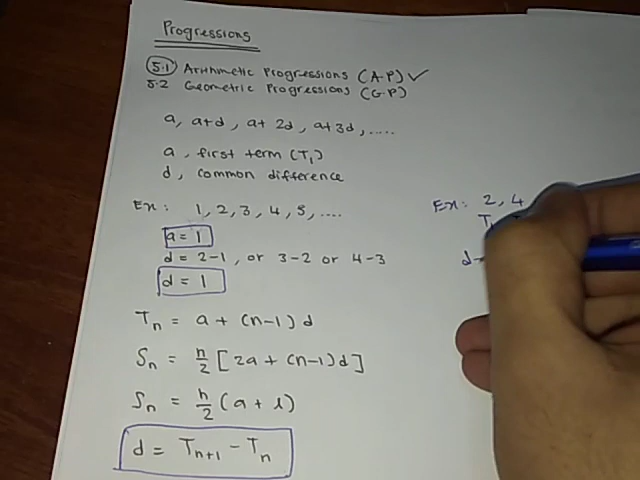 Progressions
5.1 Arithmetic Progressions (A.P) ✓
5.2 Geometric Progressions (G.P)
a, a+d, a+2d, a+3d, .....
a, first term (T₁)
d, common difference
Ex: 1, 2, 3, 4, 5, ....
a = 1
d = 2-1, or 3-2 or 4-3
d = 1
Tn = a + (n-1) d
Sn = n/2 [2a + (n-1)d]
Sn = n/2 (a + l)
d = Tn+1 - Tn
Ex: 2, 4
T₁
d=